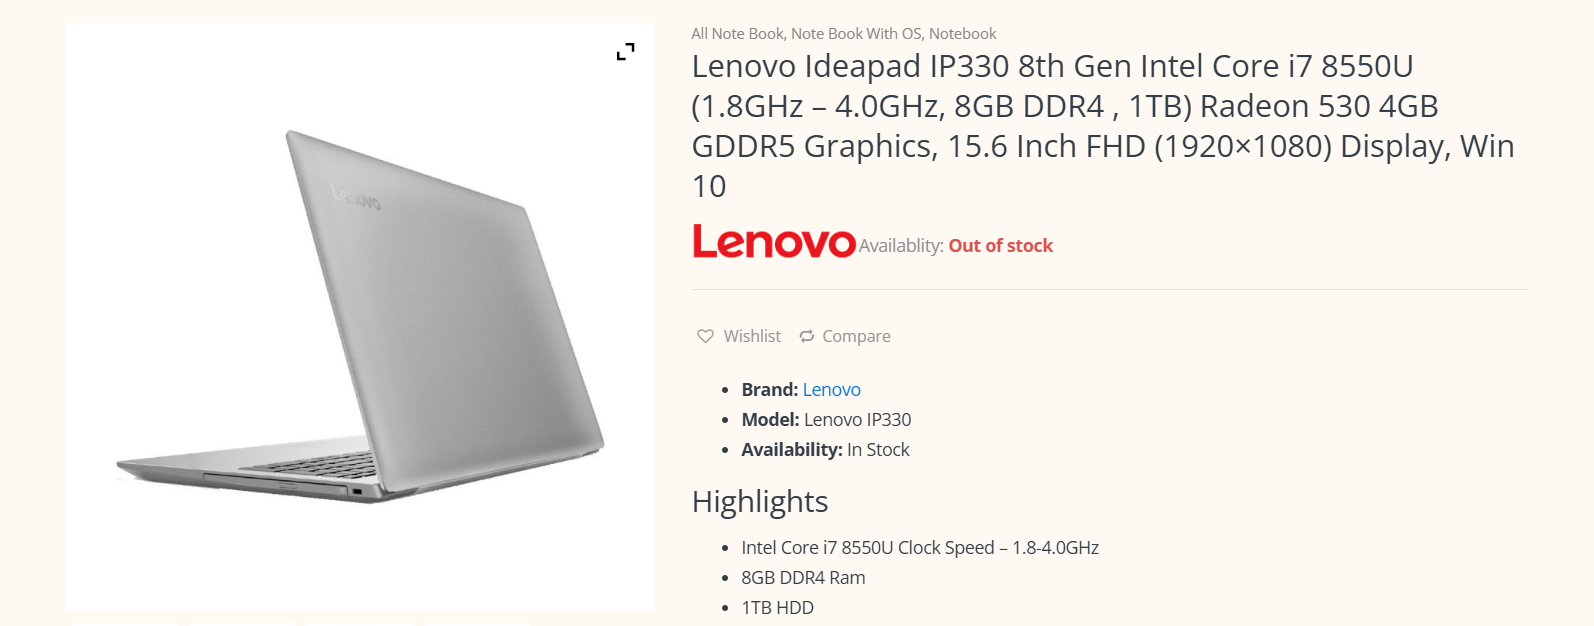 All Note Book, Note Book With OS, Notebook
Lenovo Ideapad IP330 8th Gen Intel Core i7 8550U
(1.8GHz – 4.0GHz, 8GB DDR4 , 1TB) Radeon 530 4GB
GDDR5 Graphics, 15.6 Inch FHD (1920×1080) Display, Win
10
Lenovo
Lenovo Availablity: Out of stock
Wishlist Compare
Brand: Lenovo
Model: Lenovo IP330
Availability: In Stock
Highlights
Intel Core i7 8550U Clock Speed – 1.8-4.0GHz
8GB DDR4 Ram
1TB HDD